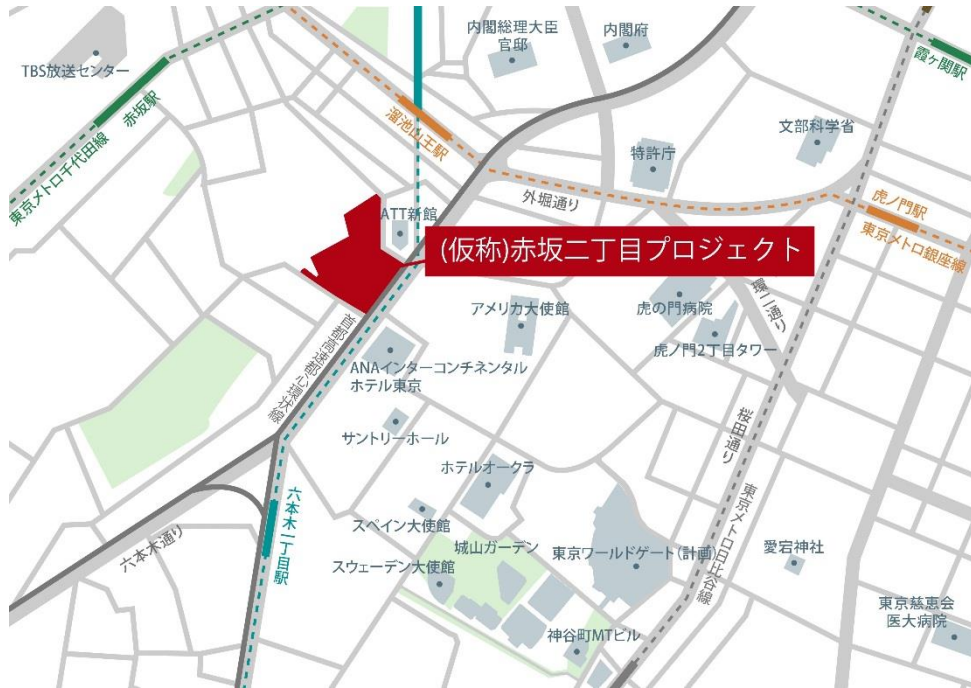 内閣総理大臣
官邸
内閣府
TBS放送センター
霞ヶ関駅
赤坂駅
東京メトロ千代田線
溜池山王駅
文部科学省
特許庁
外堀通り
虎ノ門駅
東京メトロ銀座線
ATT新館
(仮称)赤坂二丁目プロジェクト
アメリカ大使館
虎の門病院
環二通り
虎ノ門2丁目タワー
首都高速都心環状線
ANAインターコンチネンタル
ホテル東京
サントリーホール
桜田通り
ホテルオークラ
東京メトロ日比谷線
六本木通り
六本木一丁目駅
スペイン大使館
城山ガーデン
スウェーデン大使館
東京ワールドゲート(計画)
愛宕神社
神谷町MTビル
東京慈恵会
医大病院